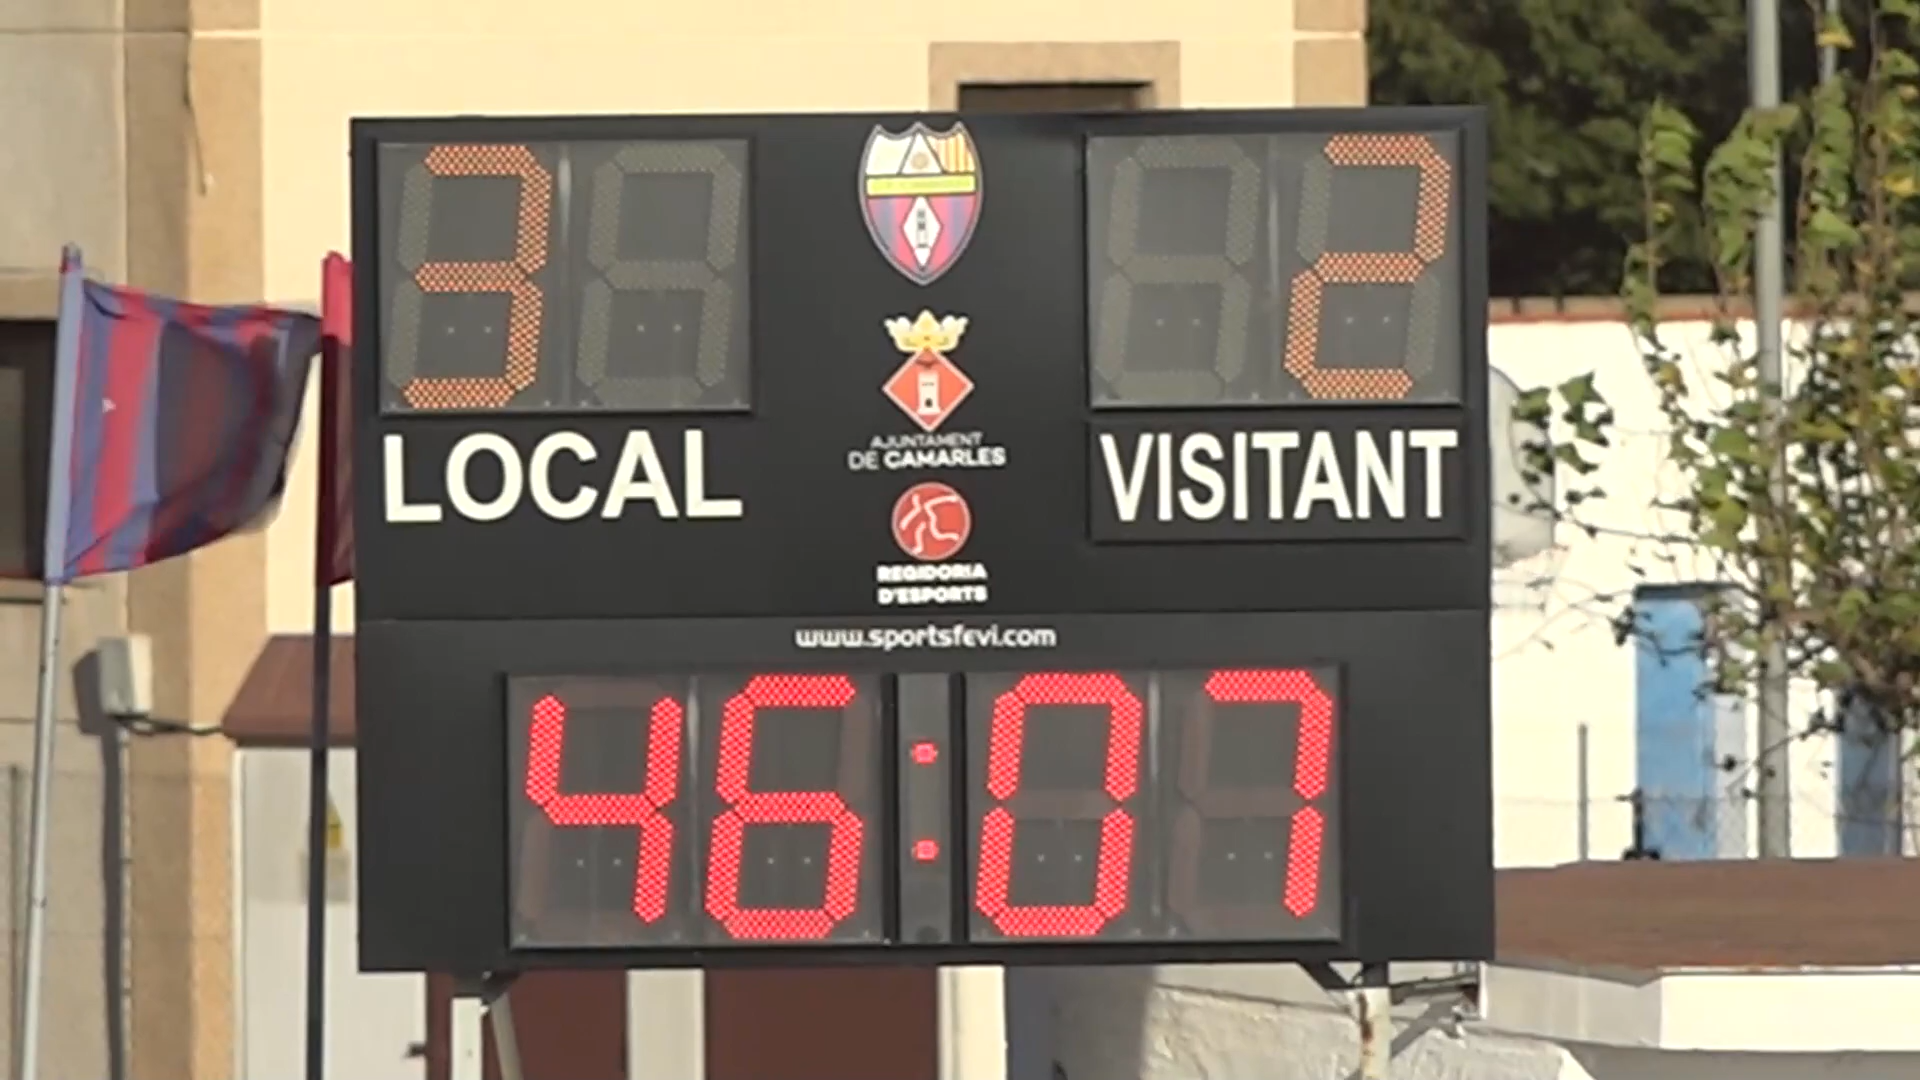 3 2
LOCAL
VISITANT
AJUNTAMENT
DE CAMARLES
REGIDORIA
D'ESPORTS
www.sportsfevi.com
46:07